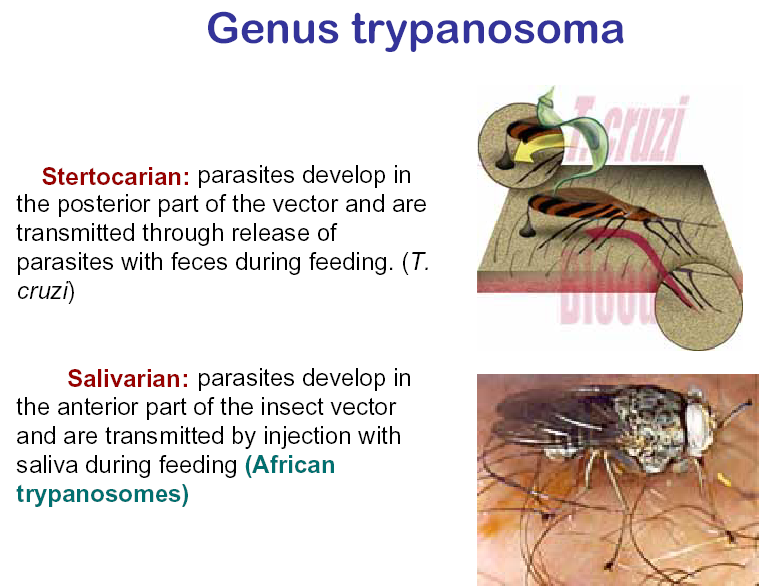 Genus trypanosoma
Stertocarian: parasites develop in
the posterior part of the vector and are
transmitted through release of
parasites with feces during feeding. (T.
cruzi)
T. cruzi
Blood
Salivarian: parasites develop in
the anterior part of the insect vector
and are transmitted by injection with
saliva during feeding (African
trypanosomes)